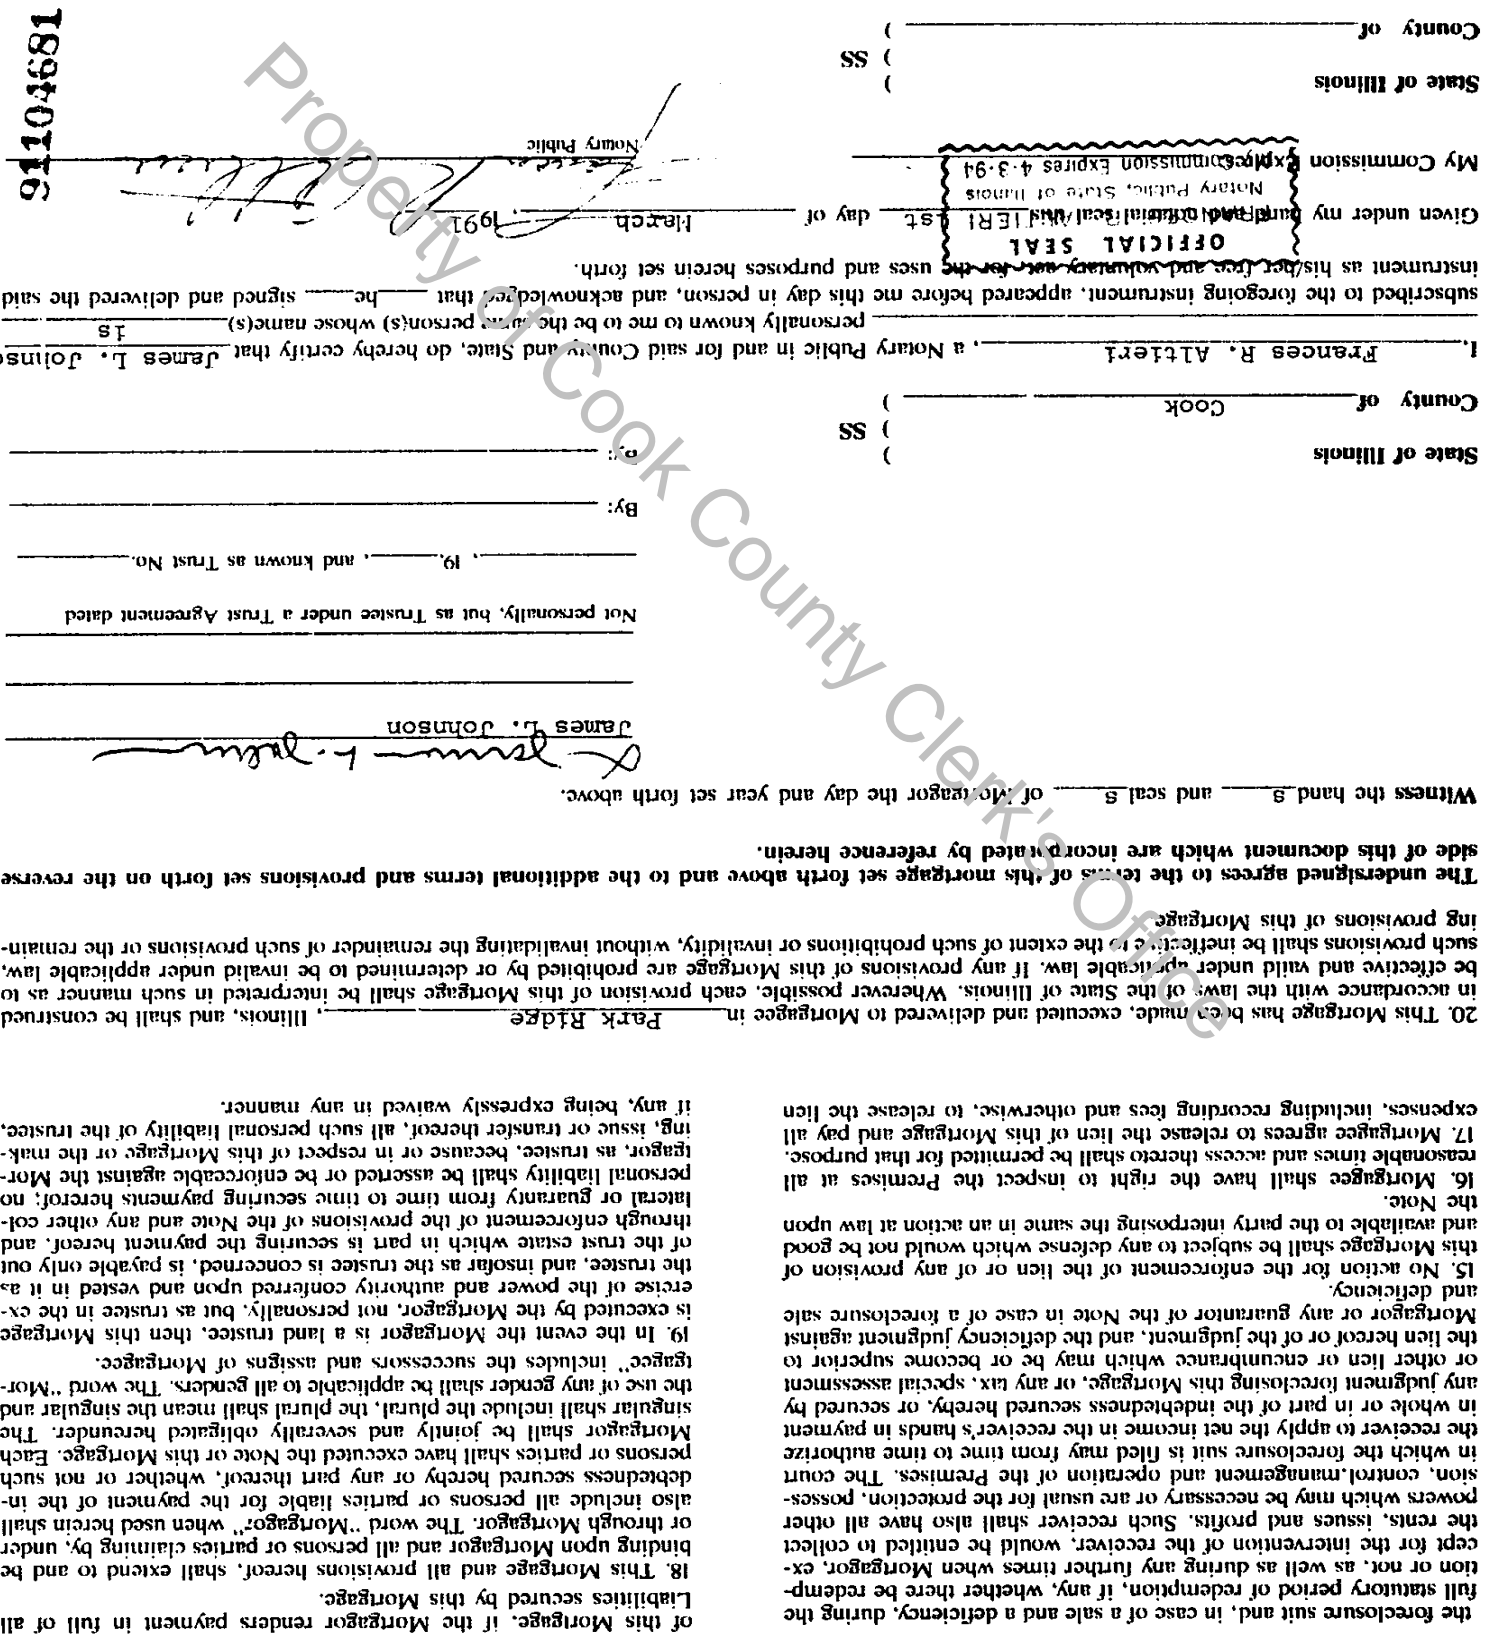 the foreclosure suit and, in case of a sale and a deficiency, during the
full statutory period of redemption, if any, whether there be redemp-
tion or not, as well as during any further times when Mortgagor, ex-
cept for the intervention of the receiver, would be entitled to collect
the rents, issues and profits. Such receiver shall also have all other
powers which may be necessary or are usual for the protection, posses-
sion, control, management and operation of the Premises. The court
in which the foreclosure suit is filed may from time to time authorize
the receiver to apply the net income in the receiver's hands in payment
in whole or in part of the indebtedness secured hereby, or secured by
any judgment foreclosing this Mortgage, or any tax, special assessment
or other lien or encumbrance which may be or become superior to
the lien hereof or of the judgment, and the deficiency judgment against
Mortgagor or any guarantor of the Note in case of a foreclosure sale
and deficiency.
15. No action for the enforcement of the lien or of any provision of
this Mortgage shall be subject to any defense which would not be good
and available to the party interposing the same in an action at law upon
the Note.
16. Mortgagee shall have the right to inspect the Premises at all
reasonable times and access thereto shall be permitted for that purpose.
17. Mortgagee agrees to release the lien of this Mortgage and pay all
expenses, including recording fees and otherwise, to release the lien
of this Mortgage, if the Mortgagor renders payment in full of all
Liabilities secured by this Mortgage.
18. This Mortgage and all provisions hereof, shall extend to and be
binding upon Mortgagor and all persons or parties claiming by, under
or through Mortgagor. The word "Mortgagor" when used herein shall
also include all persons or parties liable for the payment of the in-
debtedness secured hereby or any part thereof, whether or not such
persons or parties shall have executed the Note or this Mortgage. Each
Mortgagor shall be jointly and severally obligated hereunder. The
singular shall include the plural, the plural shall mean the singular and
the use of any gender shall be applicable to all genders. The word "Mor-
tgagee" includes the successors and assigns of Mortgagee.
19. In the event the Mortgagor is a land trustee, then this Mortgage
is executed by the Mortgagor, not personally, but as trustee in the ex-
ercise of the power and authority conferred upon and vested in it as
the trustee, and insofar as the trustee is concerned, is payable only out
of the trust estate which in part is securing the payment hereof, and
through enforcement of the provisions of the Note and any other col-
lateral or guaranty from time to time securing payments hereof; no
personal liability shall be asserted or be enforceable against the Mor-
tgagor, as trustee, because or in respect of this Mortgage or the mak-
ing, issue or transfer thereof, all such personal liability of the trustee,
if any, being expressly waived in any manner.
20. This Mortgage has been made, executed and delivered to Mortgagee in Park Ridge, Illinois, and shall be construed
in accordance with the laws of the State of Illinois. Wherever possible, each provision of this Mortgage shall be interpreted in such manner as to
be effective and valid under applicable law. If any provisions of this Mortgage are prohibited by or determined to be invalid under applicable law,
such provisions shall be ineffective to the extent of such prohibitions or invalidity, without invalidating the remainder of such provisions or the remain-
ing provisions of this Mortgage
The undersigned agrees to the terms of this mortgage set forth above and to the additional terms and provisions set forth on the reverse
side of this document which are incorporated by reference herein.
Witness the hand s and seal s of Mortgagor the day and year set forth above.
X James L. Johnson
James L. Johnson
Not personally, but as Trustee under a Trust Agreement dated
, 19 , and known as Trust No.
By:
By:
State of Illinois )
) SS
County of Cook )
I, Frances R. Altieri, a Notary Public in and for said County and State, do hereby certify that James L. Johnso
personally known to me to be the same person(s) whose name(s) is
subscribed to the foregoing instrument, appeared before me this day in person, and acknowledged that he signed and delivered the said
instrument as his/her free and voluntary act, for the uses and purposes herein set forth.
OFFICIAL SEAL
Given under my hand and notarial seal this 1st day of March, 1991
Notary Public, State of Illinois
My Commission Expires
My Commission Expires 4-3-94
Notary Public
State of Illinois )
) SS
County of )
91104681
Property of Cook County Clerk's Office